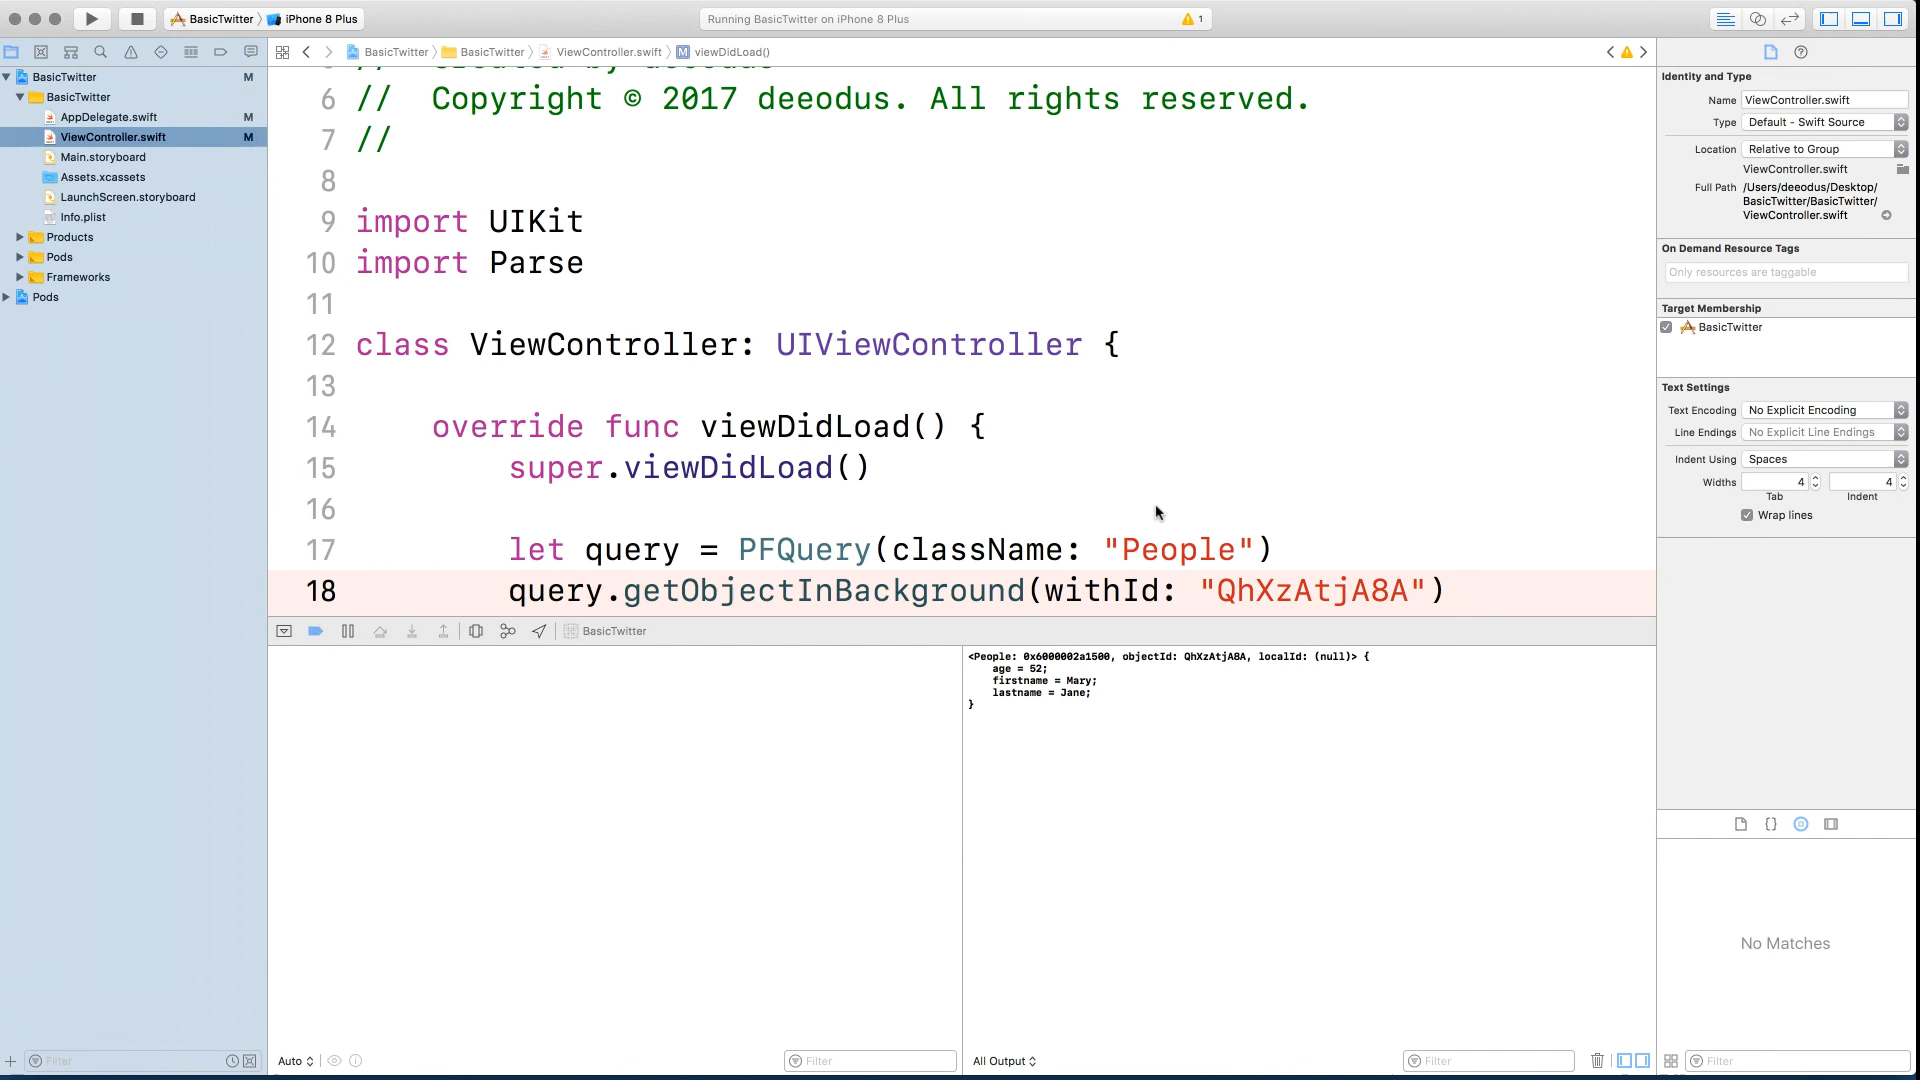 BasicTwitter iPhone 8 Plus
Running BasicTwitter on iPhone 8 Plus
1
BasicTwitter M
BasicTwitter
AppDelegate.swift M
ViewController.swift M
Main.storyboard
Assets.xcassets
LaunchScreen.storyboard
Info.plist
Products
Pods
Frameworks
Pods
Filter
BasicTwitter BasicTwitter ViewController.swift M viewDidLoad()
6 // Copyright © 2017 deeodus. All rights reserved.
7 //
8
9 import UIKit
10 import Parse
11
12 class ViewController: UIViewController {
13
14 override func viewDidLoad() {
15 super.viewDidLoad()
16
17 let query = PFQuery(className: "People")
18 query.getObjectInBackground(withId: "QhXzAtjA8A")
BasicTwitter
<People: 0x6000002a1500, objectId: QhXzAtjA8A, localId: (null)> {
age = 52;
firstname = Mary;
lastname = Jane;
}
Auto
Filter
All Output
Filter
Identity and Type
Name ViewController.swift
Type Default - Swift Source
Location Relative to Group
ViewController.swift
Full Path /Users/deeodus/Desktop/
BasicTwitter/BasicTwitter/
ViewController.swift
On Demand Resource Tags
Only resources are taggable
Target Membership
BasicTwitter
Text Settings
Text Encoding No Explicit Encoding
Line Endings No Explicit Line Endings
Indent Using Spaces
Widths 4 4
Tab Indent
Wrap lines
{}
No Matches
Filter